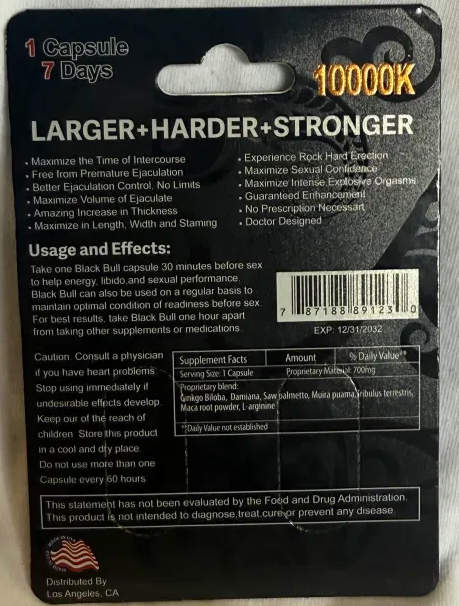 1 Capsule
7 Days
10000K
LARGER+HARDER+STRONGER
• Maximize the Time of Intercourse
• Free from Premature Ejaculation
• Better Ejaculation Control, No Limits
• Maximize Volume of Ejaculate
• Amazing Increase in Thickness
• Maximize in Length, Width and Staming
• Experience Rock Hard Erection
• Maximize Sexual Confidence
• Maximize Intense Explosive Orgasms
• Guaranteed Enhancement
• No Prescription Necessart
• Doctor Designed
Usage and Effects:
Take one Black Bull capsule 30 minutes before sex
to help energy, libido,and sexual performance.
Black Bull can also be used on a regular basis to
maintain optimal condition of readiness before sex.
For best results, take Black Bull one hour apart
from taking other supplements or medications.
7 87188 89123 0
EXP: 12/31/2032
Caution. Consult a physician
if you have heart problems
Stop using immediately if
undesirable effects develop.
Keep our of the reach of
children. Store this product
in a cool and dry place.
Do not use more than one
Capsule every 60 hours
Supplement Facts Amount % Daily Value**
Serving Size: 1 Capsule Proprietary Material: 700mg
Proprietary blend:
Ginkgo Biloba, Damiana, Saw palmetto, Muira puama,Tribulus terrestris,
Maca root powder, L-arginine
**Daily Value not established
This statement has not been evaluated by the Food and Drug Administration.
This product is not intended to diagnose,treat,cure or prevent any disease.
Distributed By
Los Angeles, CA